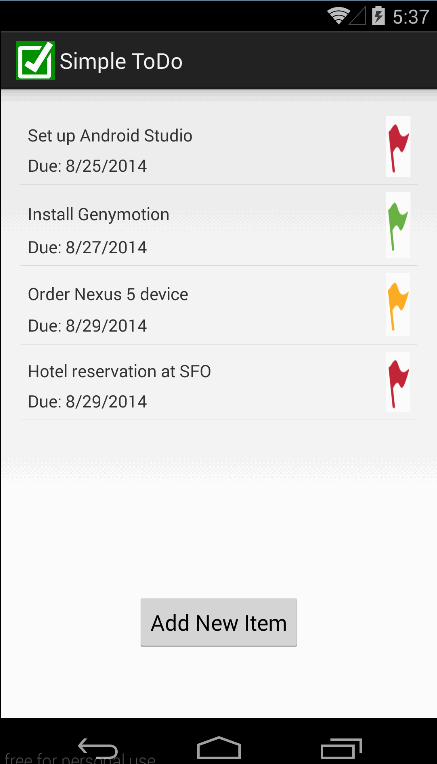 5:37
Simple ToDo
Set up Android Studio
Due: 8/25/2014
Install Genymotion
Due: 8/27/2014
Order Nexus 5 device
Due: 8/29/2014
Hotel reservation at SFO
Due: 8/29/2014
Add New Item
free for personal use